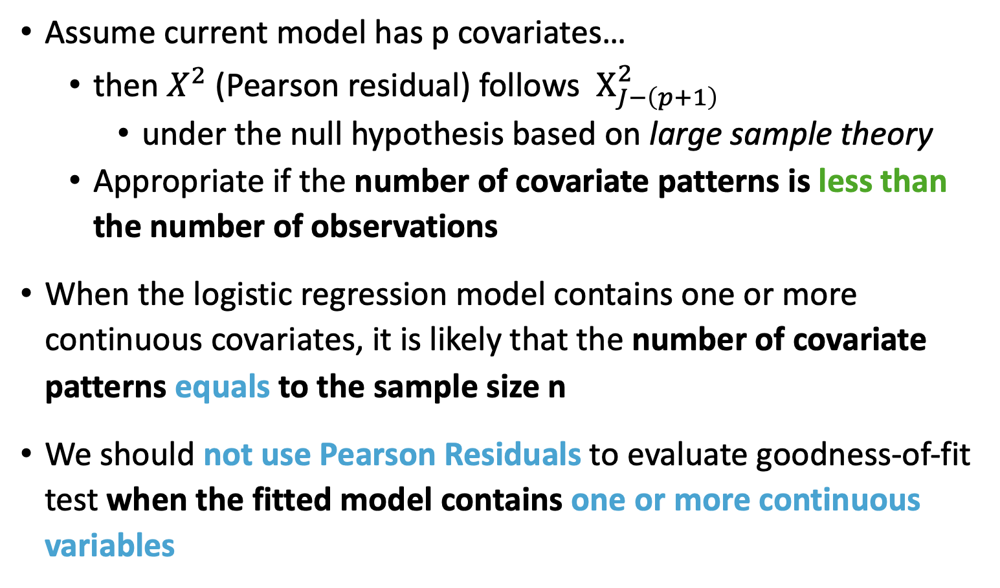 • Assume current model has p covariates…
• then X² (Pearson residual) follows X²_{J−(p+1)}
• under the null hypothesis based on large sample theory
• Appropriate if the number of covariate patterns is less than
the number of observations
• When the logistic regression model contains one or more
continuous covariates, it is likely that the number of covariate
patterns equals to the sample size n
• We should not use Pearson Residuals to evaluate goodness-of-fit
test when the fitted model contains one or more continuous
variables